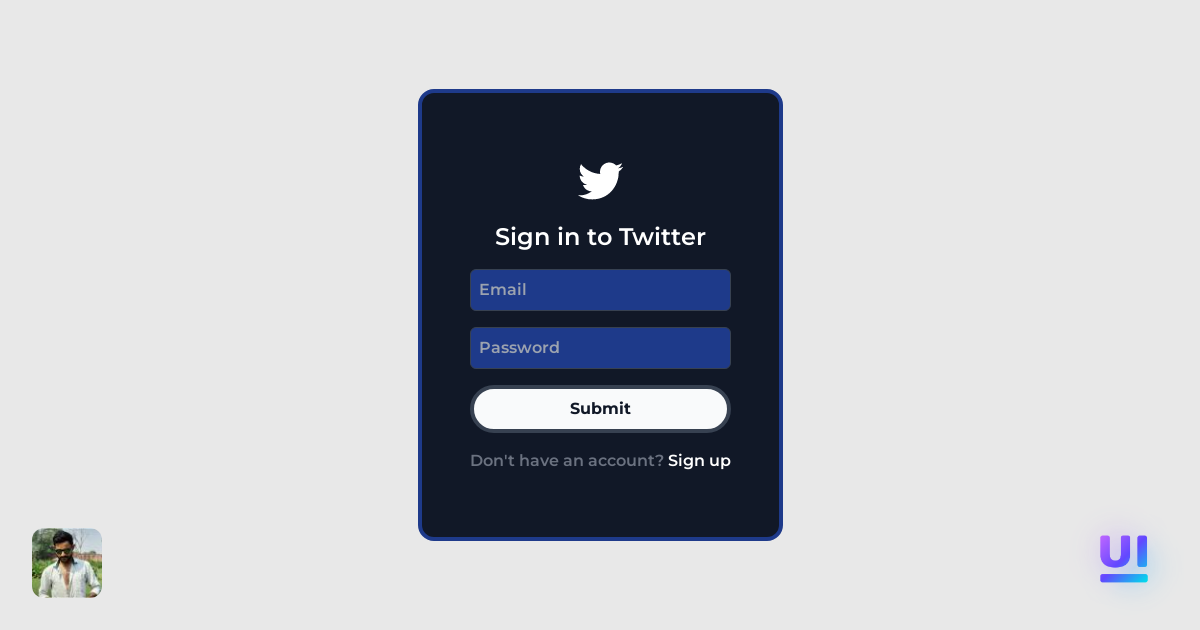 Sign in to Twitter
Email
Password
Submit
Don't have an account? Sign up
UI